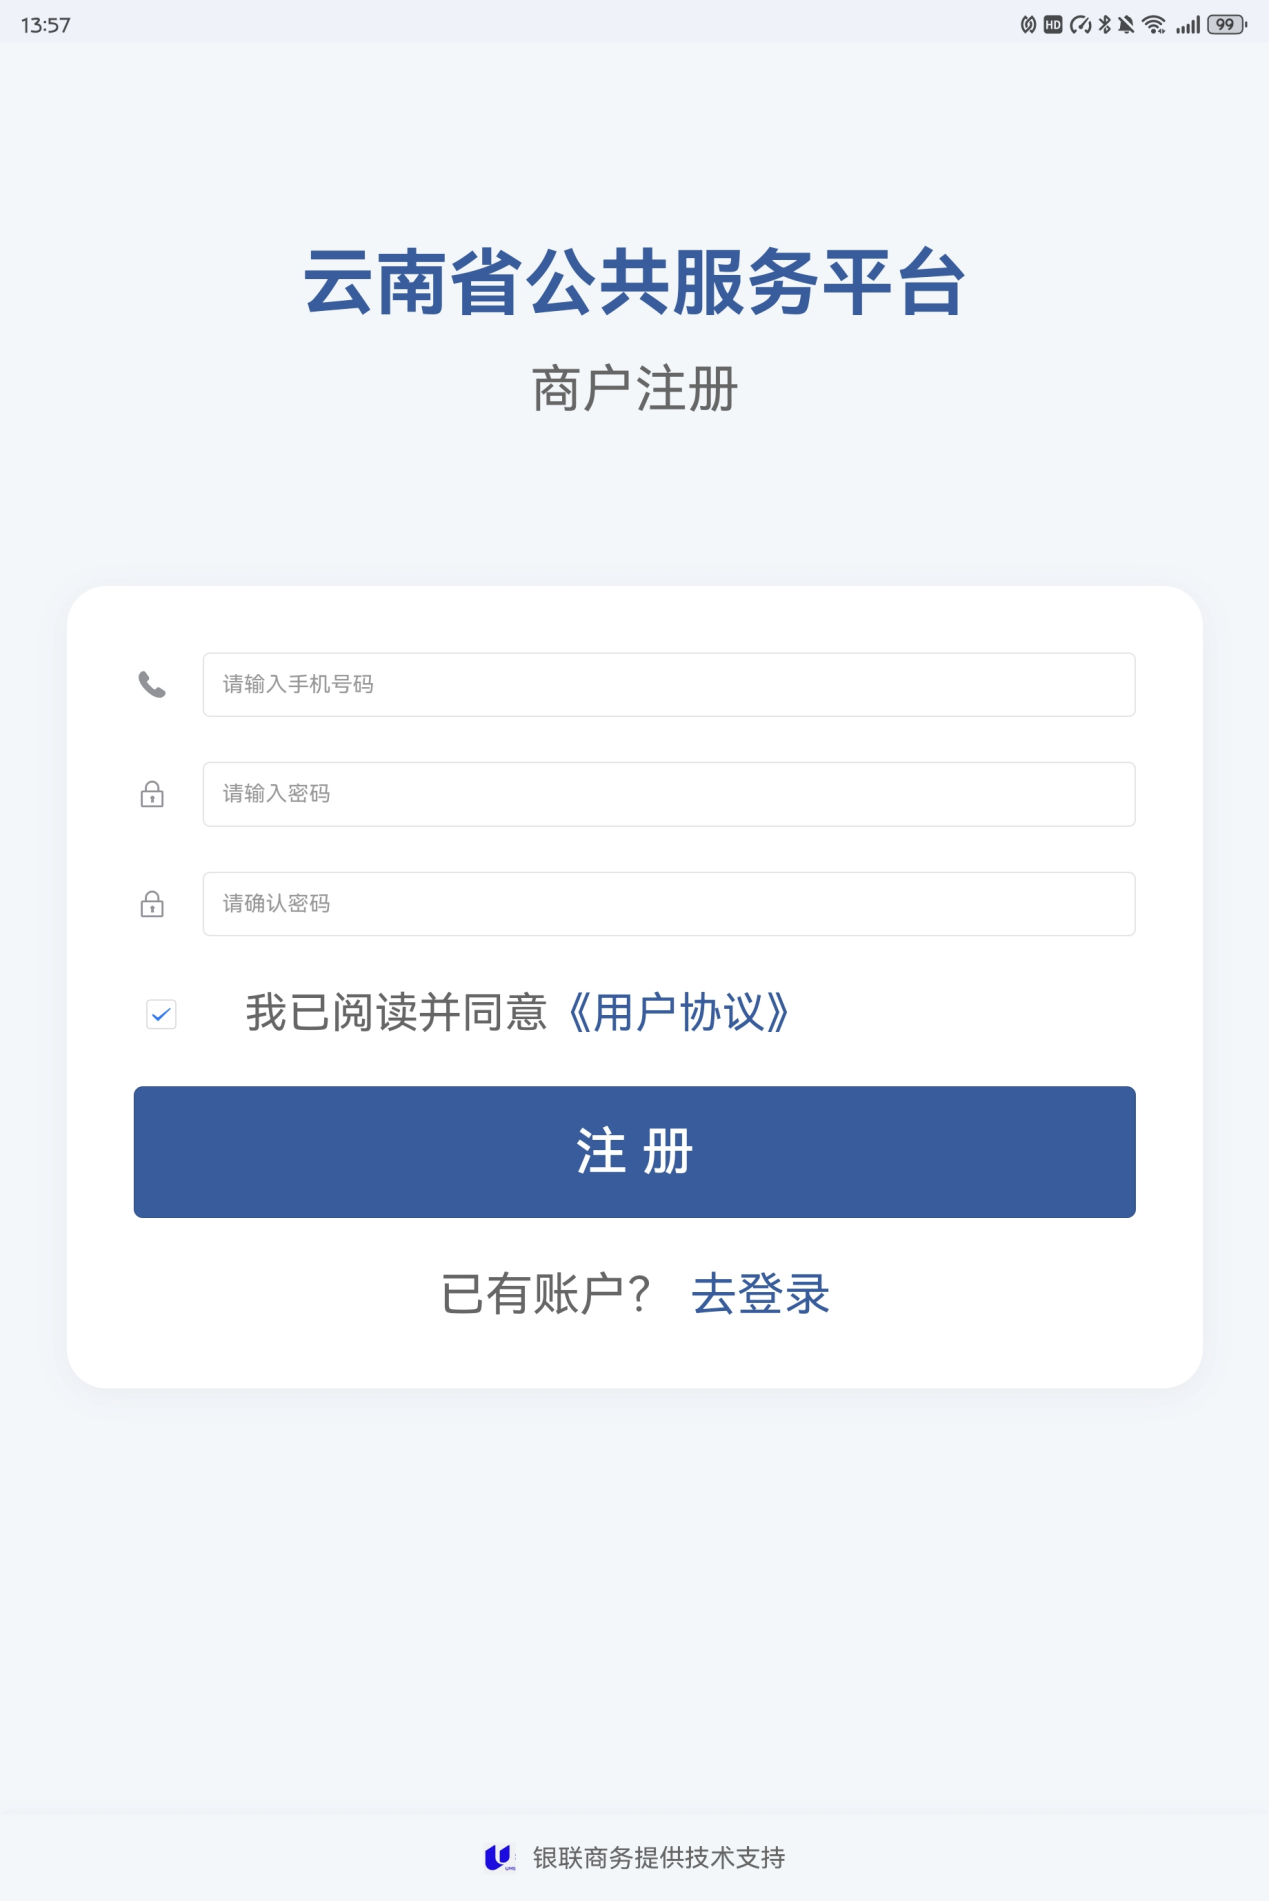 13:57
HD
99
云南省公共服务平台
商户注册
请输入手机号码
请输入密码
请确认密码
我已阅读并同意《用户协议》
注 册
已有账户? 去登录
银联商务提供技术支持